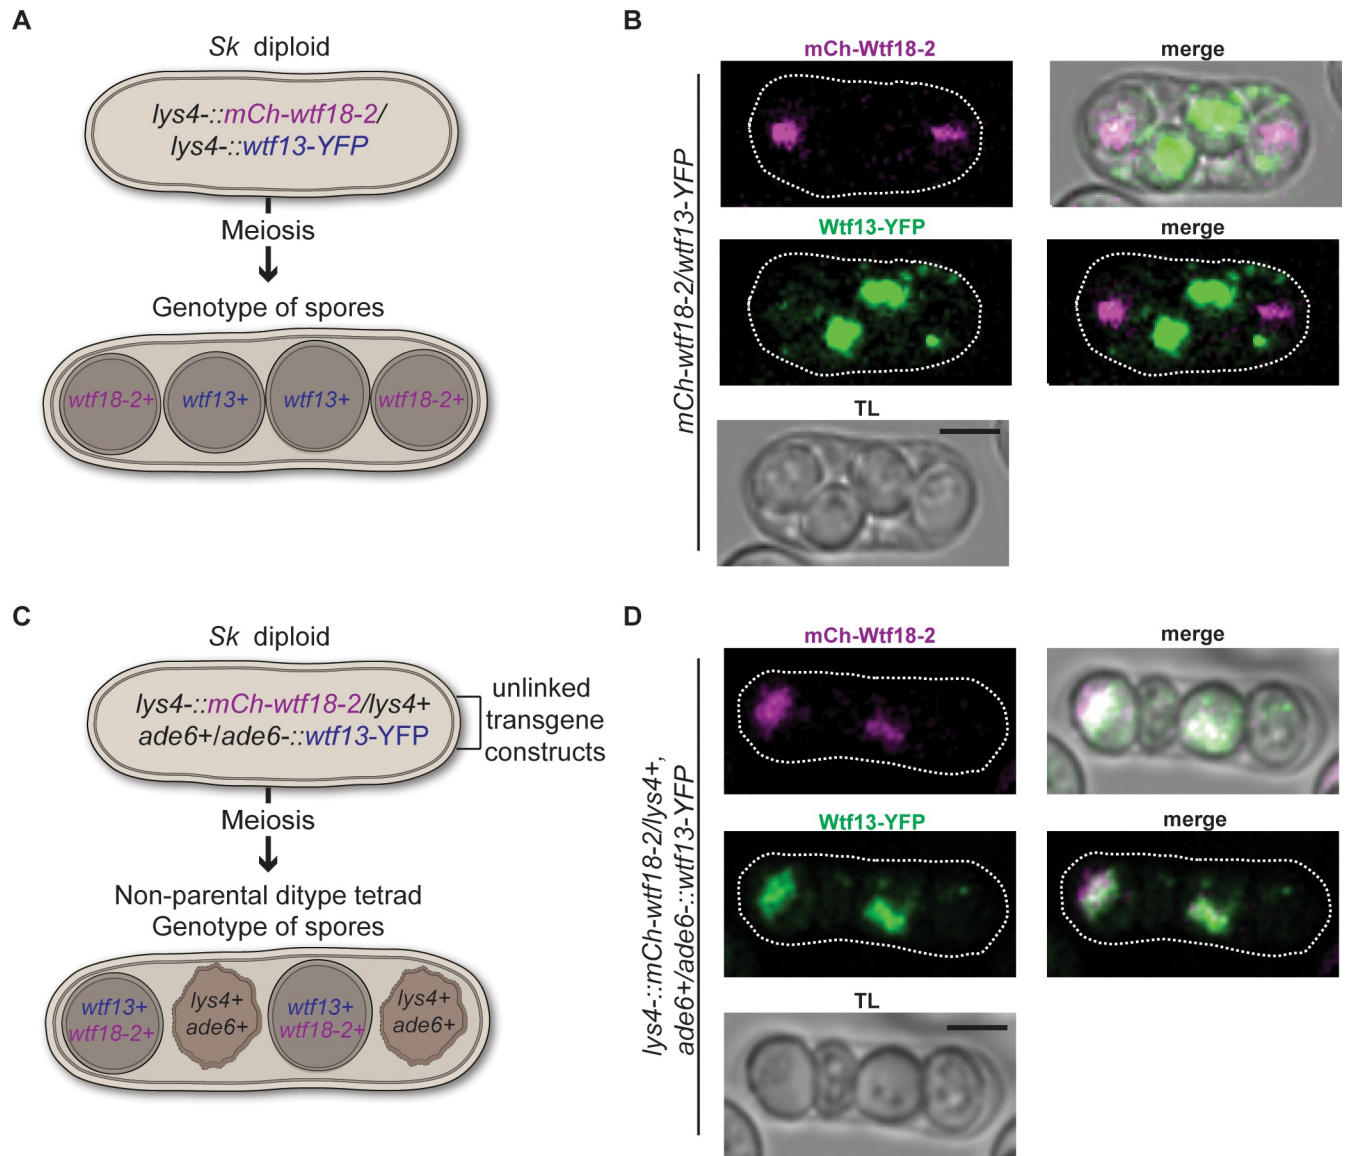 A
Sk diploid
lys4-::mCh-wtf18-2/
lys4-::wtf13-YFP
Meiosis
Genotype of spores
wtf18-2+
wtf13+
wtf13+
wtf18-2+
B
mCh-wtf18-2/wtf13-YFP
mCh-Wtf18-2
merge
Wtf13-YFP
merge
TL
C
Sk diploid
lys4-::mCh-wtf18-2/lys4+
ade6+/ade6-::wtf13-YFP
unlinked
transgene
constructs
Meiosis
Non-parental ditype tetrad
Genotype of spores
wtf13+
wtf18-2+
lys4+
ade6+
wtf13+
wtf18-2+
lys4+
ade6+
D
lys4-::mCh-wtf18-2/lys4+,
ade6+/ade6-::wtf13-YFP
mCh-Wtf18-2
merge
Wtf13-YFP
merge
TL